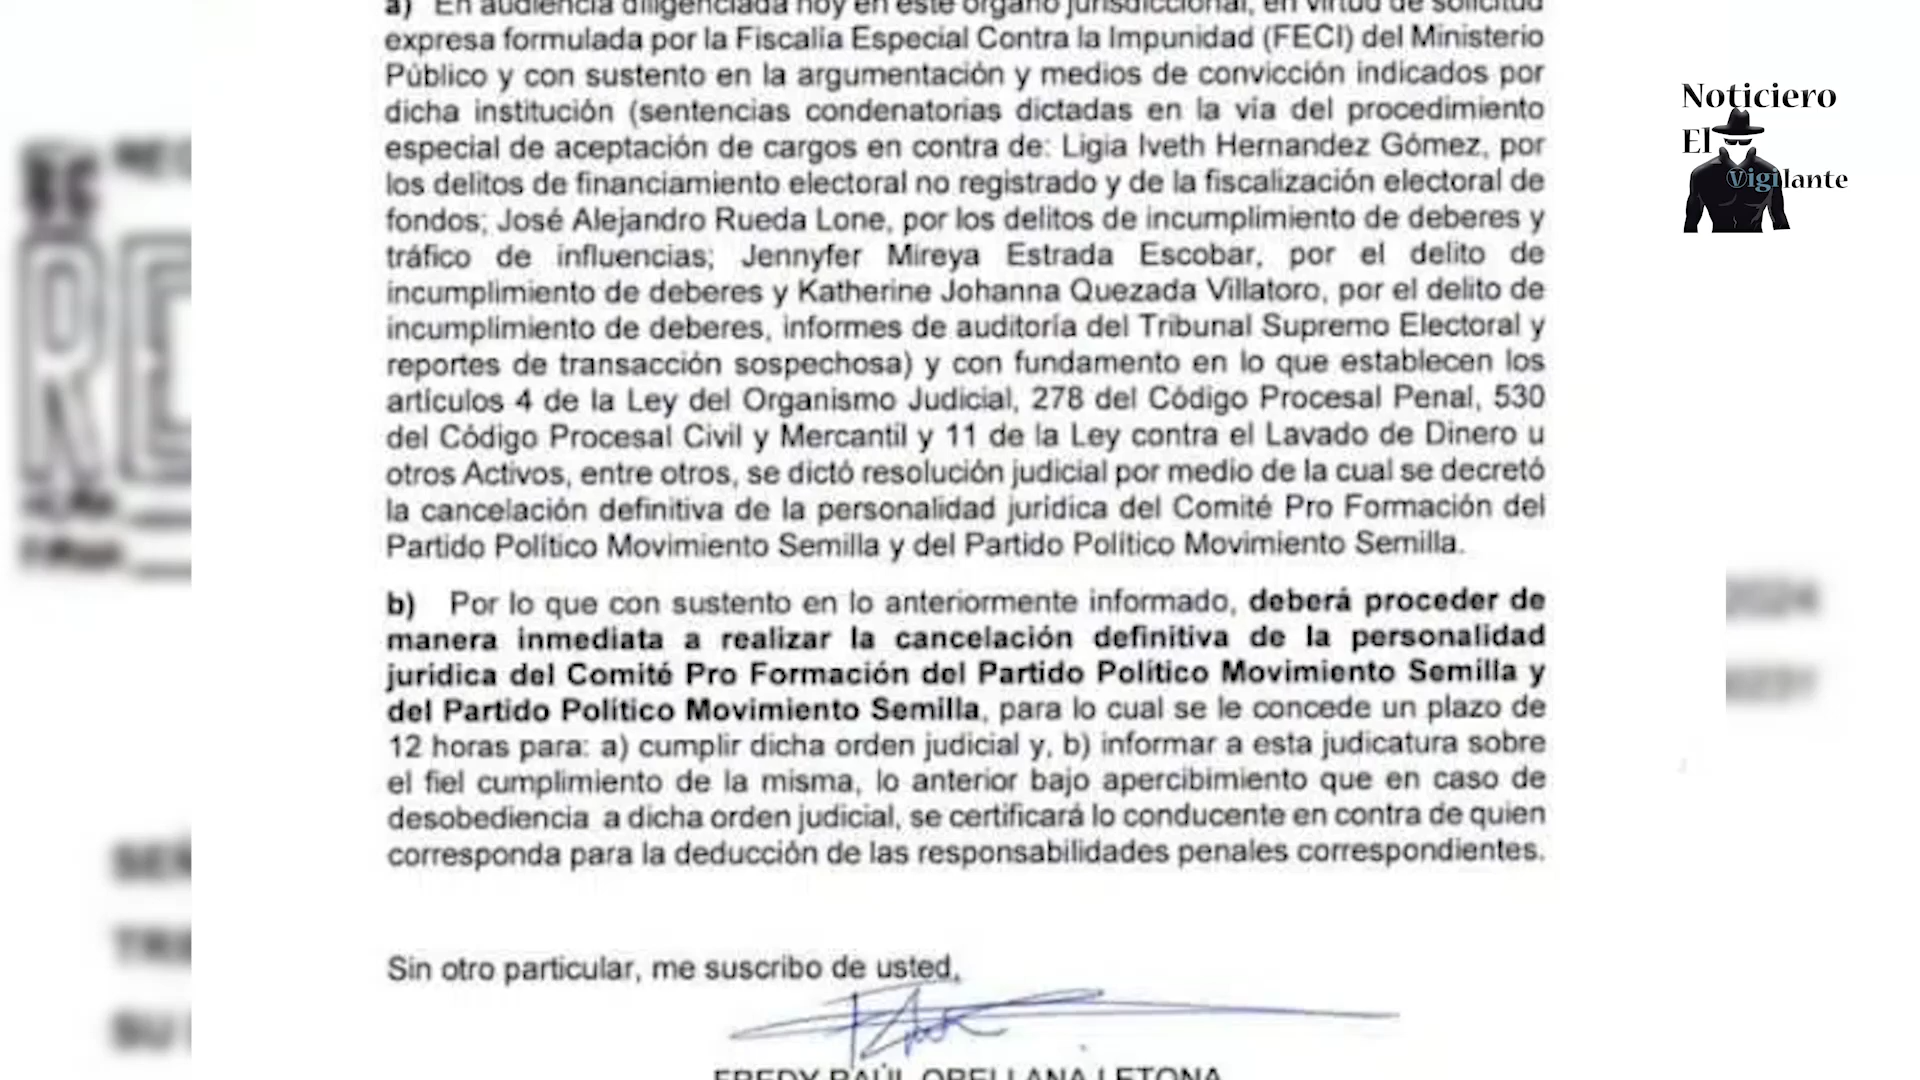 a) En audiencia diligenciada hoy en este órgano jurisdiccional, en virtud de solicitud
expresa formulada por la Fiscalía Especial Contra la Impunidad (FECI) del Ministerio
Público y con sustento en la argumentación y medios de convicción indicados por
dicha institución (sentencias condenatorias dictadas en la vía del procedimiento
especial de aceptación de cargos en contra de: Ligia Iveth Hernandez Gómez, por
los delitos de financiamiento electoral no registrado y de la fiscalización electoral de
fondos; José Alejandro Rueda Lone, por los delitos de incumplimiento de deberes y
tráfico de influencias; Jennyfer Mireya Estrada Escobar, por el delito de
incumplimiento de deberes y Katherine Johanna Quezada Villatoro, por el delito de
incumplimiento de deberes, informes de auditoría del Tribunal Supremo Electoral y
reportes de transacción sospechosa) y con fundamento en lo que establecen los
artículos 4 de la Ley del Organismo Judicial, 278 del Código Procesal Penal, 530
del Código Procesal Civil y Mercantil y 11 de la Ley contra el Lavado de Dinero u
otros Activos, entre otros, se dictó resolución judicial por medio de la cual se decretó
la cancelación definitiva de la personalidad jurídica del Comité Pro Formación del
Partido Político Movimiento Semilla y del Partido Político Movimiento Semilla.
b) Por lo que con sustento en lo anteriormente informado, deberá proceder de
manera inmediata a realizar la cancelación definitiva de la personalidad
jurídica del Comité Pro Formación del Partido Político Movimiento Semilla y
del Partido Político Movimiento Semilla, para lo cual se le concede un plazo de
12 horas para: a) cumplir dicha orden judicial y, b) informar a esta judicatura sobre
el fiel cumplimiento de la misma, lo anterior bajo apercibimiento que en caso de
desobediencia a dicha orden judicial, se certificará lo conducente en contra de quien
corresponda para la deducción de las responsabilidades penales correspondientes.
Sin otro particular, me suscribo de usted,
FREDY RAÚL ORELLANA LETONA
Noticiero
El
Vigilante